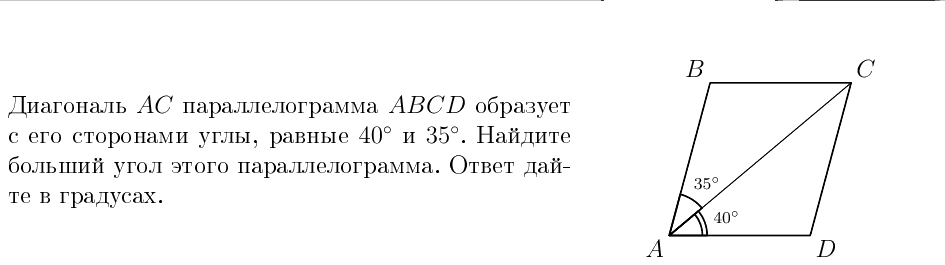 Диагональ AC параллелограмма ABCD образует
с его сторонами углы, равные 40° и 35°. Найдите
больший угол этого параллелограмма. Ответ дай-
те в градусах.
B
C
35°
40°
A
D